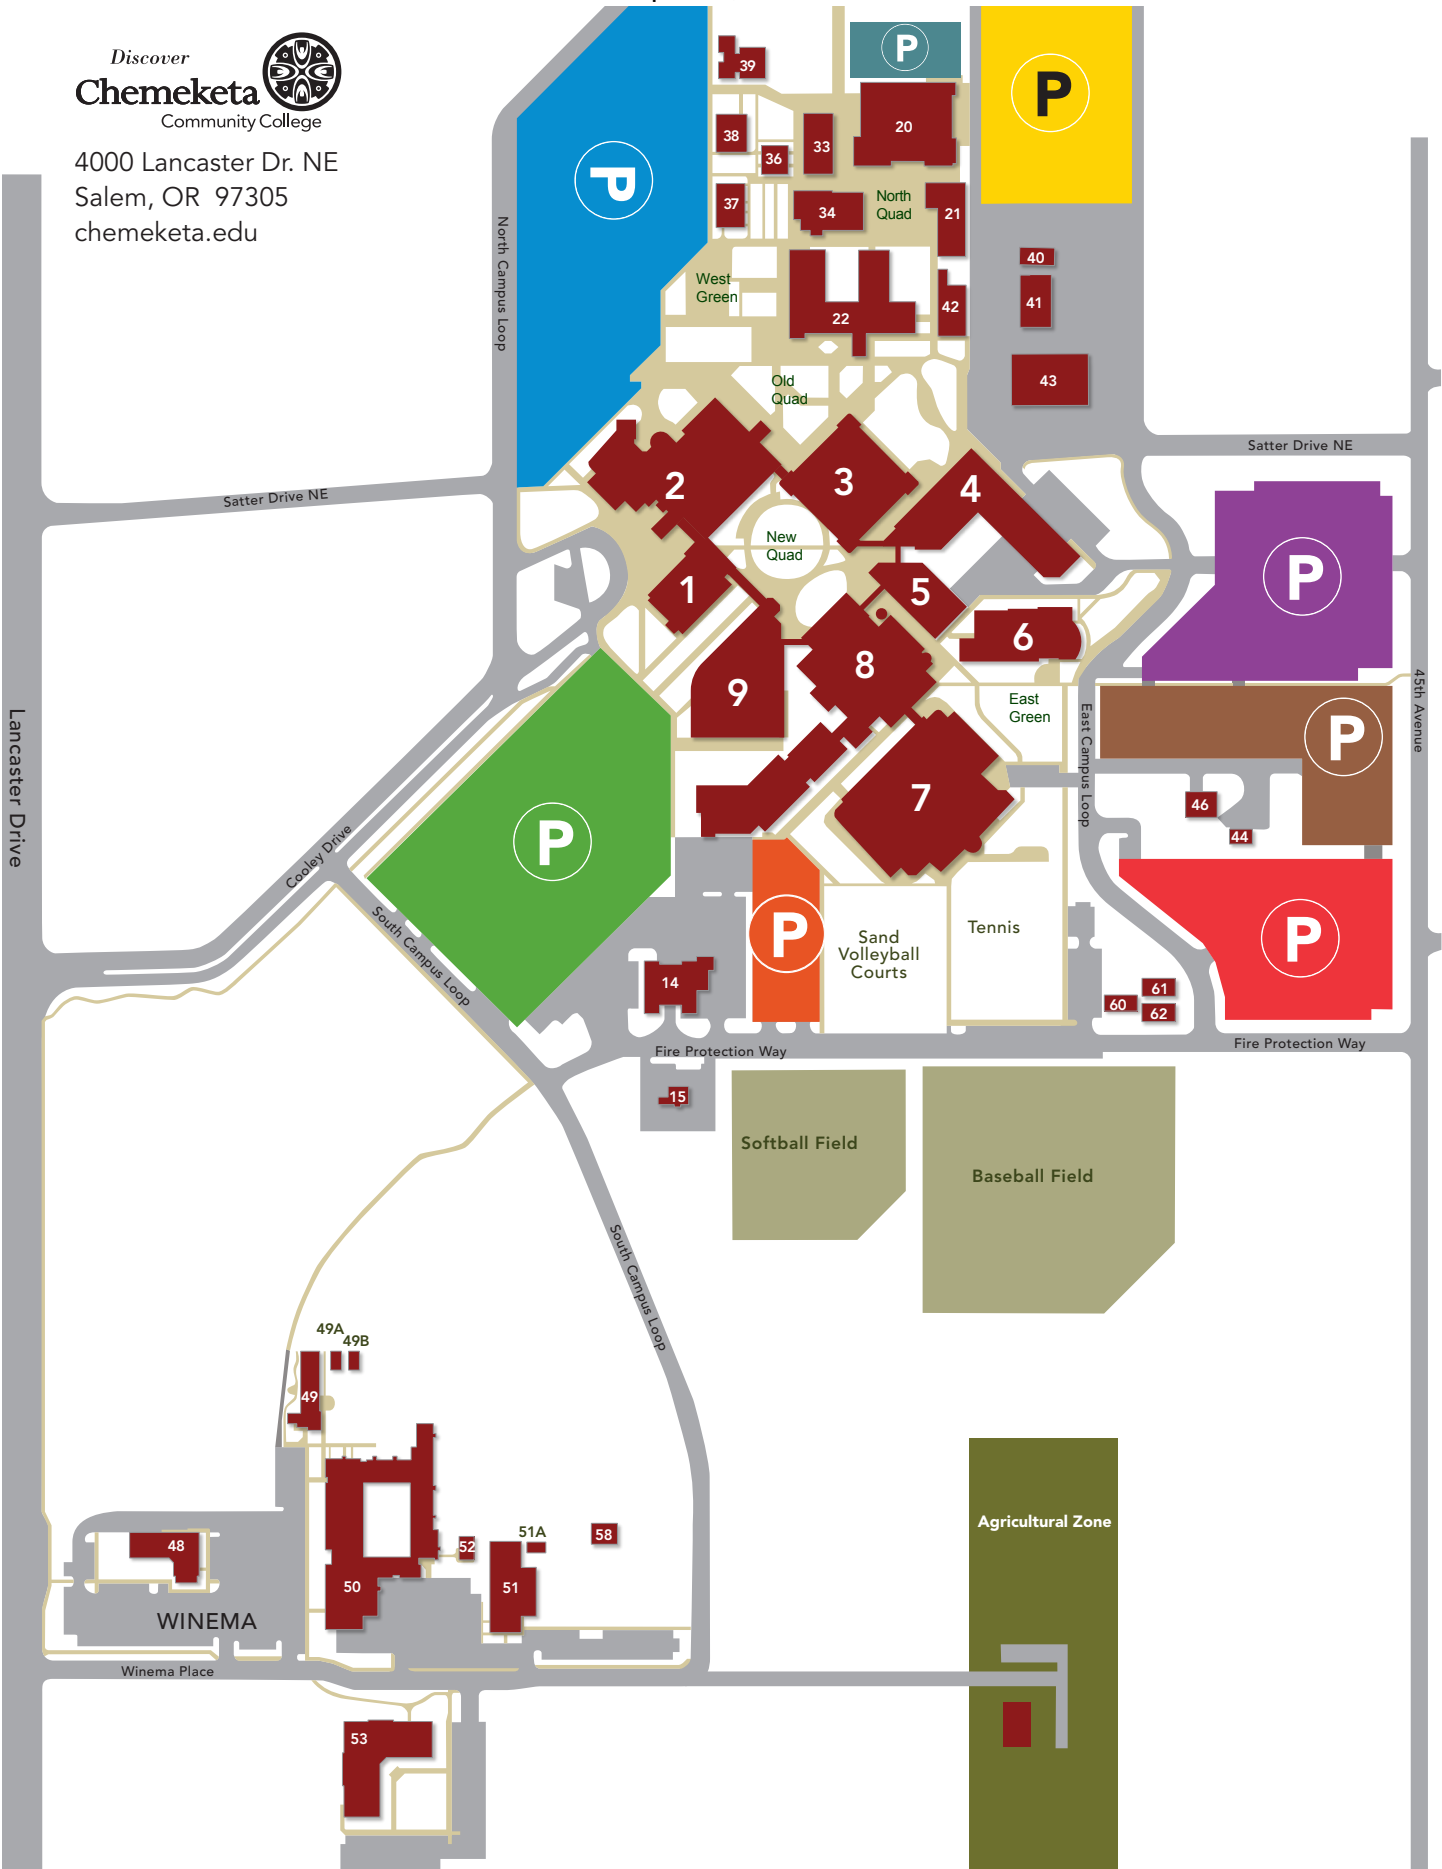 Discover
Chemeketa
Community College
4000 Lancaster Dr. NE
Salem, OR 97305
chemeketa.edu
P
P
P
39
38
36
33
20
37
34
North
Quad
21
North Campus Loop
West
Green
22
42
40
41
43
Old
Quad
Satter Drive NE
Satter Drive NE
2
3
4
New
Quad
1
5
6
P
8
9
East
Green
45th Avenue
East Campus Loop
P
Lancaster Drive
7
46
44
P
Cooley Drive
South Campus Loop
P
Sand
Volleyball
Courts
Tennis
P
14
61
60
62
Fire Protection Way
Fire Protection Way
15
Softball Field
Baseball Field
South Campus Loop
49A
49B
49
Agricultural Zone
48
52
51A
58
50
51
WINEMA
Winema Place
53